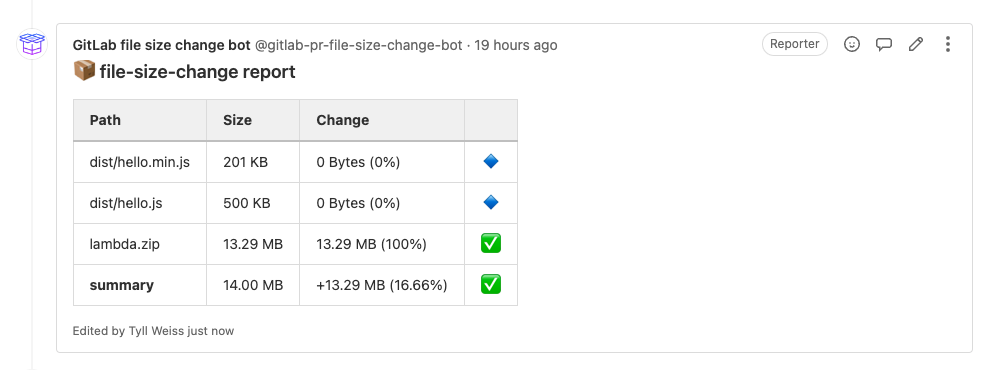 GitLab file size change bot @gitlab-pr-file-size-change-bot · 19 hours ago
Reporter
file-size-change report
Path Size Change
dist/hello.min.js 201 KB 0 Bytes (0%)
dist/hello.js 500 KB 0 Bytes (0%)
lambda.zip 13.29 MB 13.29 MB (100%)
summary 14.00 MB +13.29 MB (16.66%)
Edited by Tyll Weiss just now